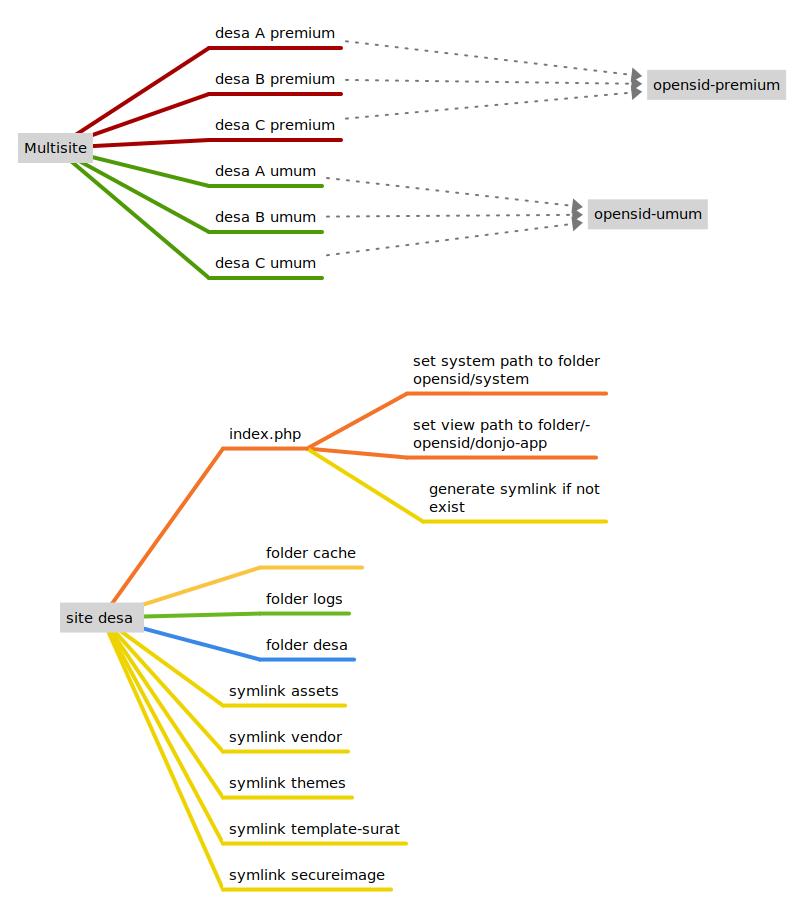 desa A premium
desa B premium
opensid-premium
desa C premium
Multisite
desa A umum
desa B umum
opensid-umum
desa C umum
set system path to folder
opensid/system
index.php
set view path to folder/-
opensid/donjo-app
generate symlink if not
exist
folder cache
folder logs
site desa
folder desa
symlink assets
symlink vendor
symlink themes
symlink template-surat
symlink secureimage